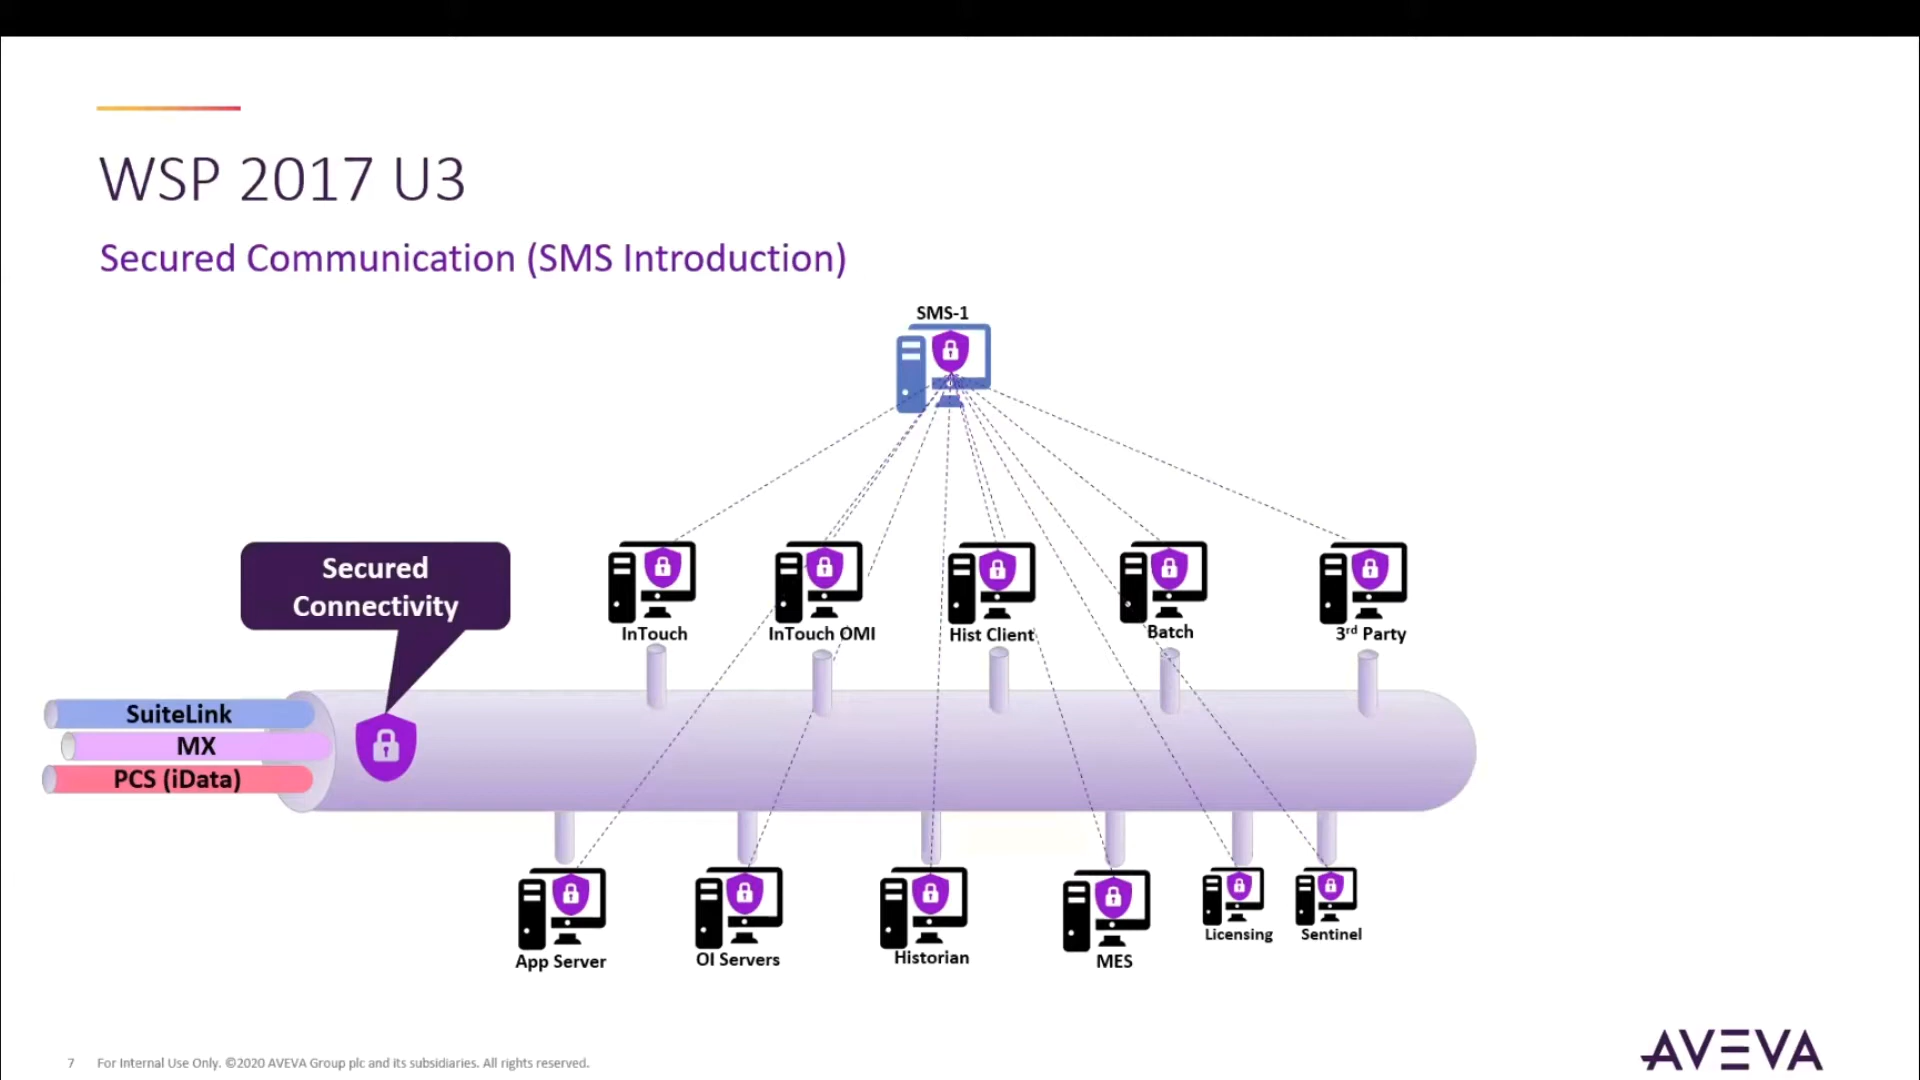 WSP 2017 U3
Secured Communication (SMS Introduction)
SMS-1
Secured
Connectivity
InTouch
InTouch OMI
Hist Client
Batch
3rd Party
SuiteLink
MX
PCS (iData)
App Server
OI Servers
Historian
MES
Licensing
Sentinel
7 For Internal Use Only. ©2020 AVEVA Group plc and its subsidiaries. All rights reserved.
AVEVA